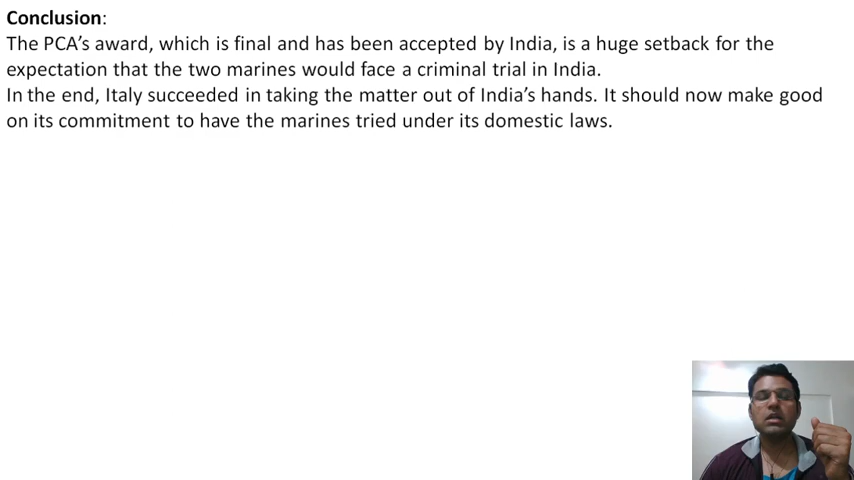 Conclusion:
The PCA’s award, which is final and has been accepted by India, is a huge setback for the
expectation that the two marines would face a criminal trial in India.
In the end, Italy succeeded in taking the matter out of India’s hands. It should now make good
on its commitment to have the marines tried under its domestic laws.